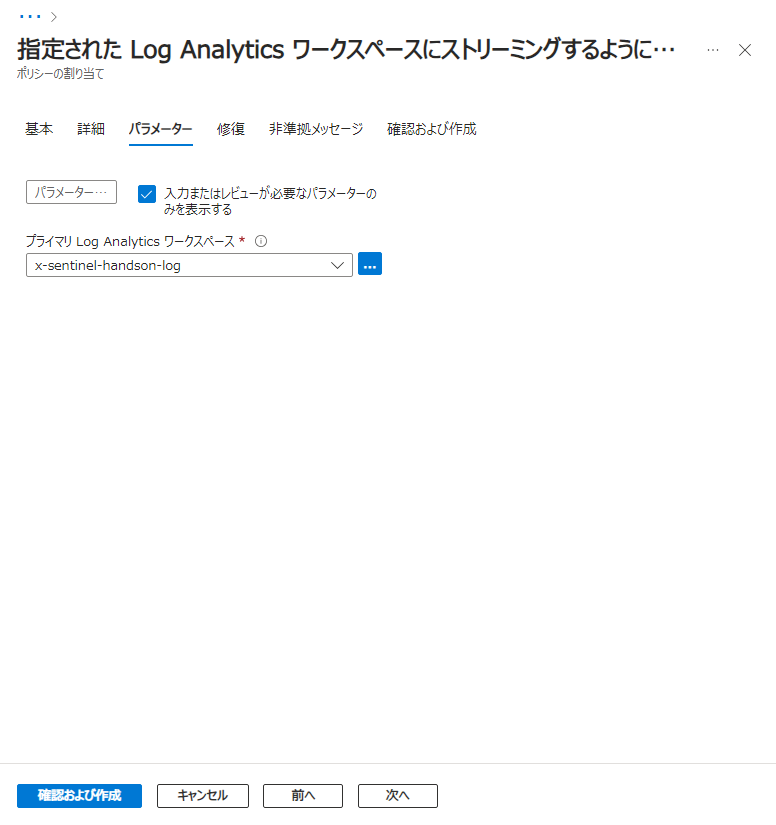 指定された Log Analytics ワークスペースにストリーミングするように…
ポリシーの割り当て
基本 詳細 パラメーター 修復 非準拠メッセージ 確認および作成
パラメーター…
入力またはレビューが必要なパラメーターの
みを表示する
プライマリ Log Analytics ワークスペース *
x-sentinel-handson-log
確認および作成 キャンセル 前へ 次へ